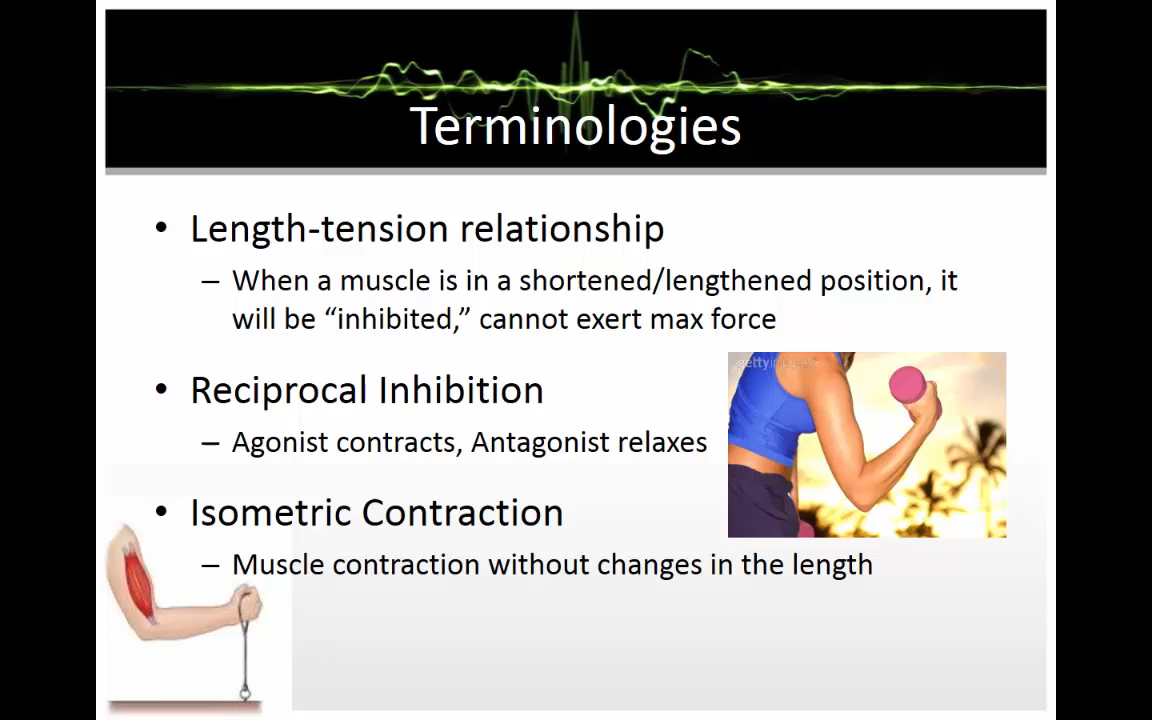 Terminologies
• Length-tension relationship
– When a muscle is in a shortened/lengthened position, it
will be “inhibited,” cannot exert max force
• Reciprocal Inhibition
– Agonist contracts, Antagonist relaxes
• Isometric Contraction
– Muscle contraction without changes in the length